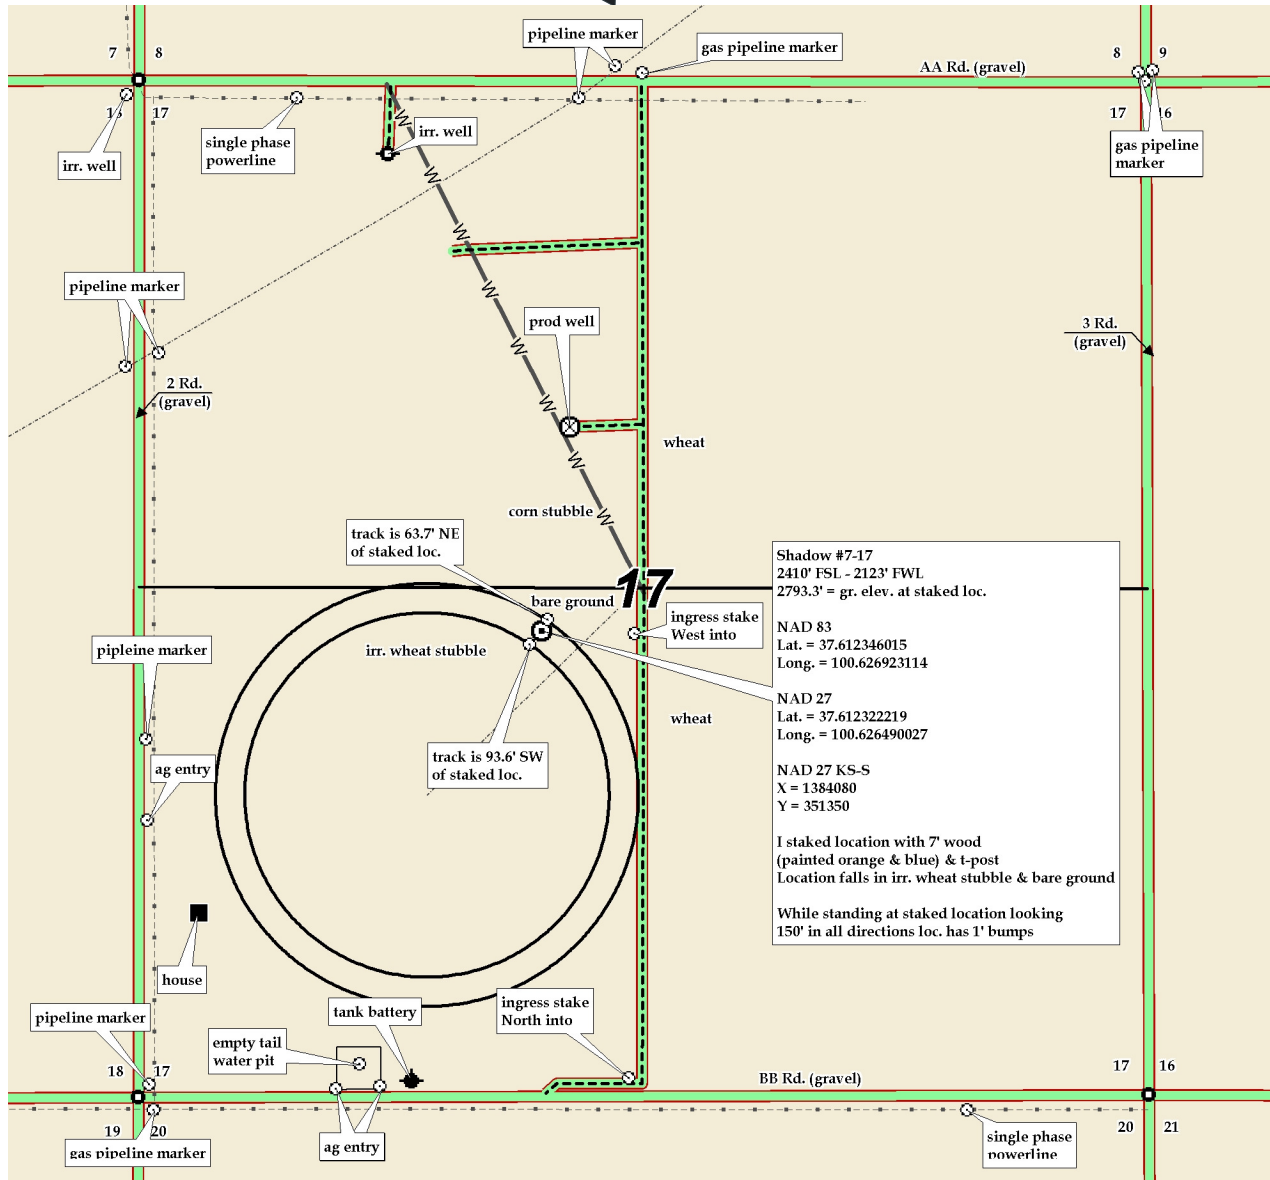 pipeline marker
gas pipeline marker
7
8
8
9
AA Rd. (gravel)
17
17
16
irr. well
single phase
powerline
irr. well
gas pipeline
marker
W
W
W
W
W
W
W
W
pipeline marker
prod well
3 Rd.
(gravel)
2 Rd.
(gravel)
wheat
corn stubble
track is 63.7' NE
of staked loc.
17
bare ground
ingress stake
West into
irr. wheat stubble
pipleine marker
wheat
track is 93.6' SW
of staked loc.
ag entry
Shadow #7-17
2410' FSL - 2123' FWL
2793.3' = gr. elev. at staked loc.
NAD 83
Lat. = 37.612346015
Long. = 100.626923114
NAD 27
Lat. = 37.612322219
Long. = 100.626490027
NAD 27 KS-S
X = 1384080
Y = 351350
I staked location with 7' wood
(painted orange & blue) & t-post
Location falls in irr. wheat stubble & bare ground
While standing at staked location looking
150' in all directions loc. has 1' bumps
house
pipeline marker
tank battery
ingress stake
North into
empty tail
water pit
18
17
17
16
BB Rd. (gravel)
19
20
20
21
gas pipeline marker
ag entry
single phase
powerline